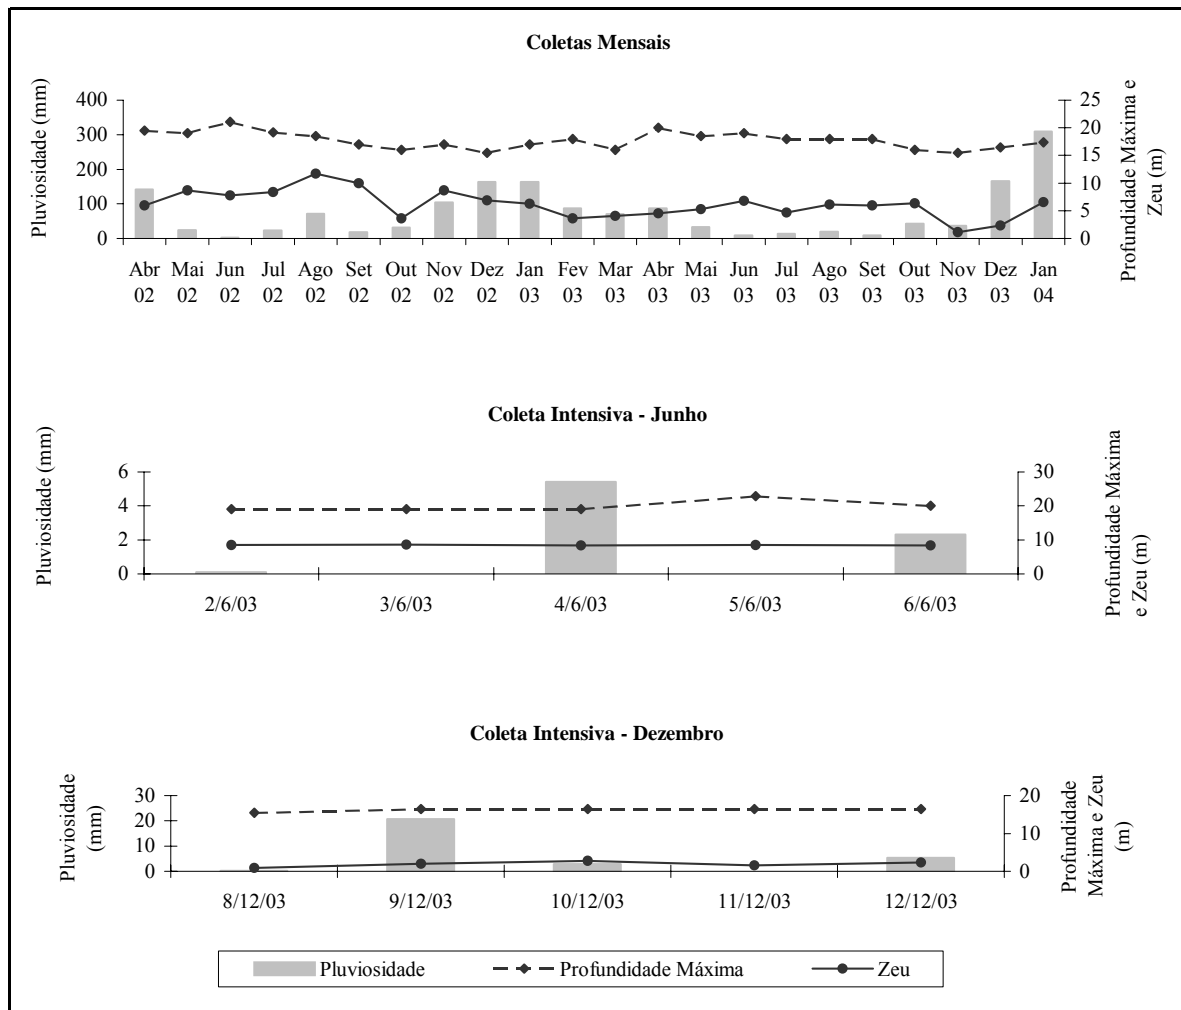 Coletas Mensais
Pluviosidade (mm)
400
300
200
100
0
25
20
15
10
5
0
Profundidade Máxima e
Zeu (m)
Abr Mai Jun Jul Ago Set Out Nov Dez Jan Fev Mar Abr Mai Jun Jul Ago Set Out Nov Dez Jan
02 02 02 02 02 02 02 02 02 03 03 03 03 03 03 03 03 03 03 03 03 04
Coleta Intensiva - Junho
Pluviosidade (mm)
6
4
2
0
30
20
10
0
Profundidade Máxima
e Zeu (m)
2/6/03 3/6/03 4/6/03 5/6/03 6/6/03
Coleta Intensiva - Dezembro
Pluviosidade
(mm)
30
20
10
0
20
10
0
Profundidade
Máxima e Zeu
(m)
8/12/03 9/12/03 10/12/03 11/12/03 12/12/03
Pluviosidade Profundidade Máxima Zeu